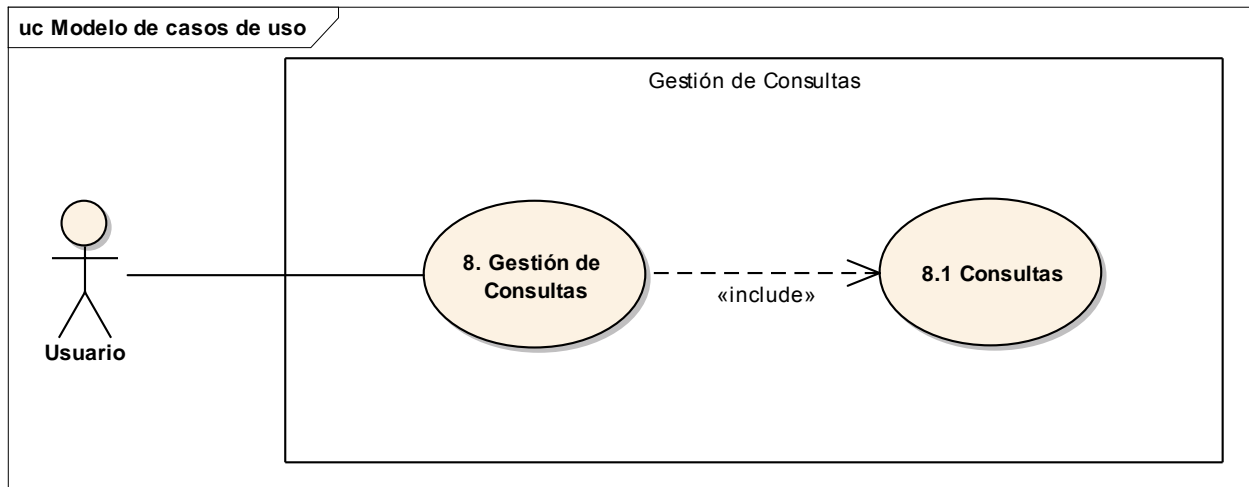 uc Modelo de casos de uso
Gestión de Consultas
8. Gestión de
Consultas
8.1 Consultas
«include»
Usuario